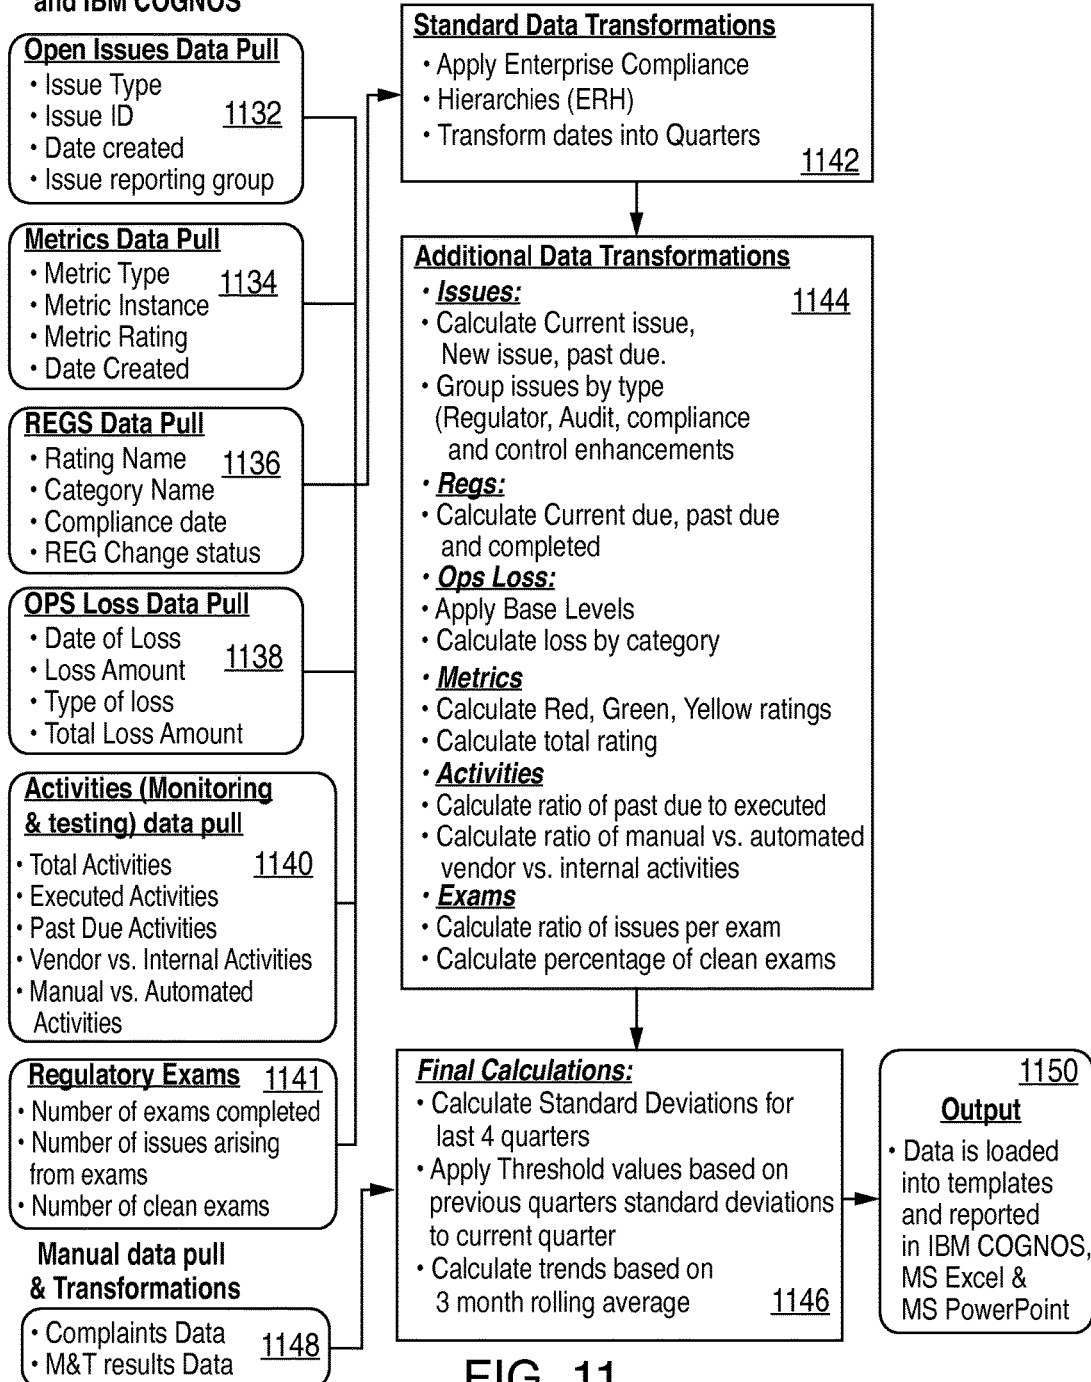 and IBM COGNOS
Open Issues Data Pull
• Issue Type
• Issue ID
1132
• Date created
• Issue reporting group
Metrics Data Pull
• Metric Type
1134
• Metric Instance
• Metric Rating
• Date Created
REGS Data Pull
• Rating Name
1136
• Category Name
• Compliance date
• REG Change status
OPS Loss Data Pull
• Date of Loss
1138
• Loss Amount
• Type of loss
• Total Loss Amount
Activities (Monitoring
& testing) data pull
• Total Activities
1140
• Executed Activities
• Past Due Activities
• Vendor vs. Internal Activities
• Manual vs. Automated
Activities
Regulatory Exams
1141
• Number of exams completed
• Number of issues arising
from exams
• Number of clean exams
Manual data pull
& Transformations
• Complaints Data
1148
• M&T results Data
Standard Data Transformations
• Apply Enterprise Compliance
• Hierarchies (ERH)
• Transform dates into Quarters
1142
Additional Data Transformations
• Issues:
1144
• Calculate Current issue,
New issue, past due.
• Group issues by type
(Regulator, Audit, compliance
and control enhancements
• Regs:
• Calculate Current due, past due
and completed
• Ops Loss:
• Apply Base Levels
• Calculate loss by category
• Metrics
• Calculate Red, Green, Yellow ratings
• Calculate total rating
• Activities
• Calculate ratio of past due to executed
• Calculate ratio of manual vs. automated
vendor vs. internal activities
• Exams
• Calculate ratio of issues per exam
• Calculate percentage of clean exams
Final Calculations:
• Calculate Standard Deviations for
last 4 quarters
• Apply Threshold values based on
previous quarters standard deviations
to current quarter
• Calculate trends based on
3 month rolling average
1146
1150
Output
• Data is loaded
into templates
and reported
in IBM COGNOS,
MS Excel &
MS PowerPoint
FIG. 11